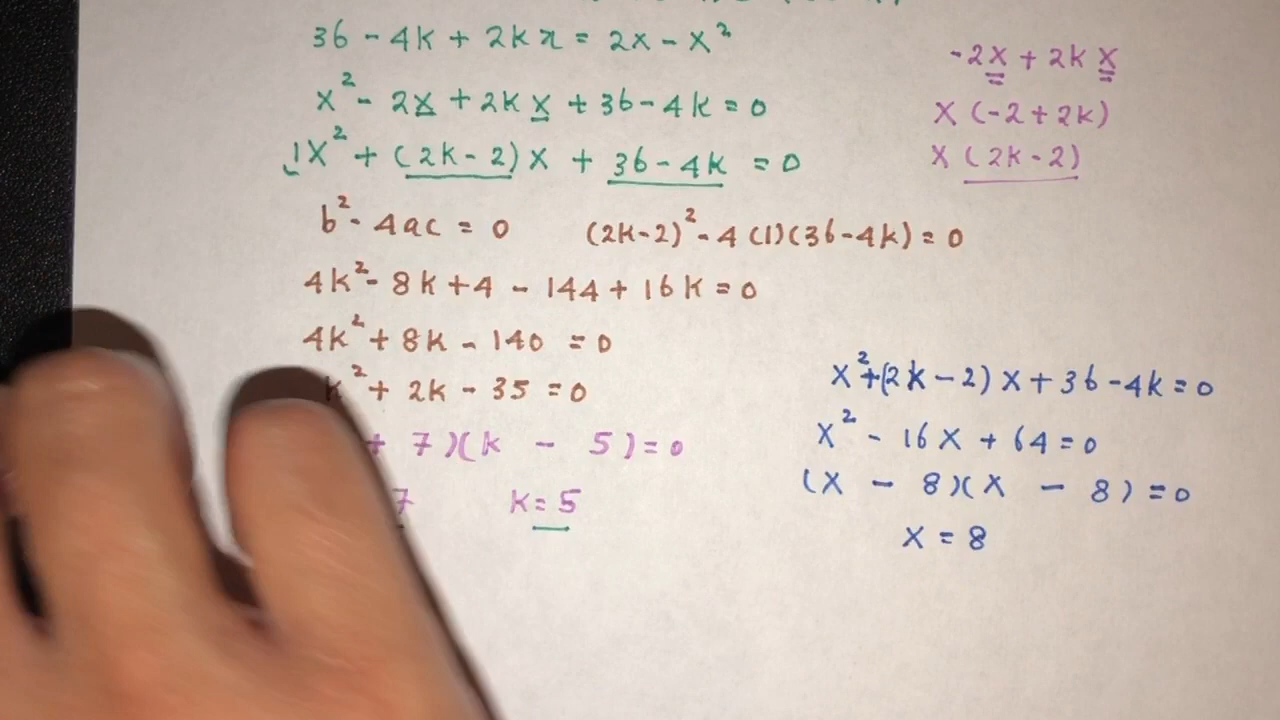 36 - 4k + 2kx = 2x - x²
x² - 2x + 2kx + 36 - 4k = 0
1x² + (2k - 2)x + 36 - 4k = 0
b² - 4ac = 0 (2k-2)² - 4(1)(36-4k) = 0
4k² - 8k + 4 - 144 + 16k = 0
4k² + 8k - 140 = 0
k² + 2k - 35 = 0
+ 7)(k - 5) = 0
7 k = 5
-2x + 2kx
x(-2 + 2k)
x(2k - 2)
x² + (2k - 2)x + 36 - 4k = 0
x² - 16x + 64 = 0
(x - 8)(x - 8) = 0
x = 8